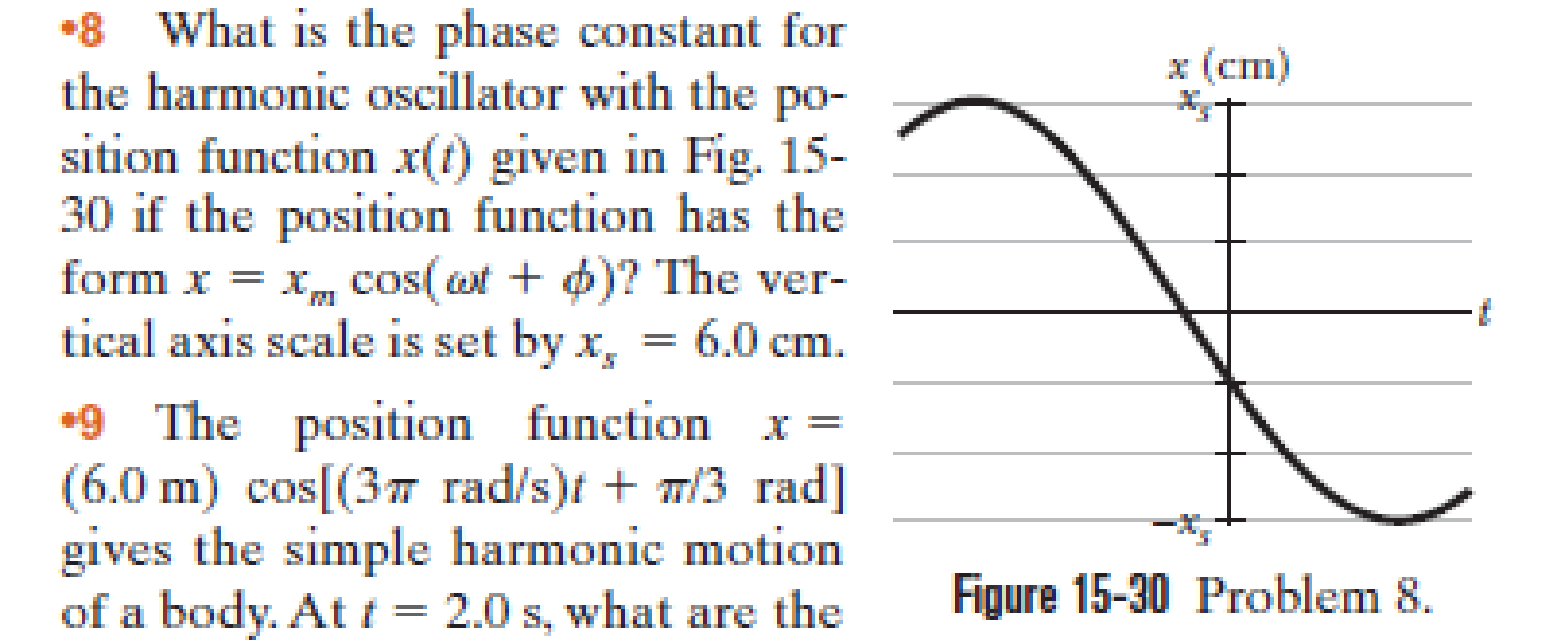 •8 What is the phase constant for
the harmonic oscillator with the po-
sition function x(t) given in Fig. 15-
30 if the position function has the
form x = xₘ cos(ωt + ϕ)? The ver-
tical axis scale is set by xₛ = 6.0 cm.
•9 The position function x =
(6.0 m) cos[(3π rad/s)t + π/3 rad]
gives the simple harmonic motion
of a body. At t = 2.0 s, what are the
x (cm)
xₛ
t
−xₛ
Figure 15-30 Problem 8.